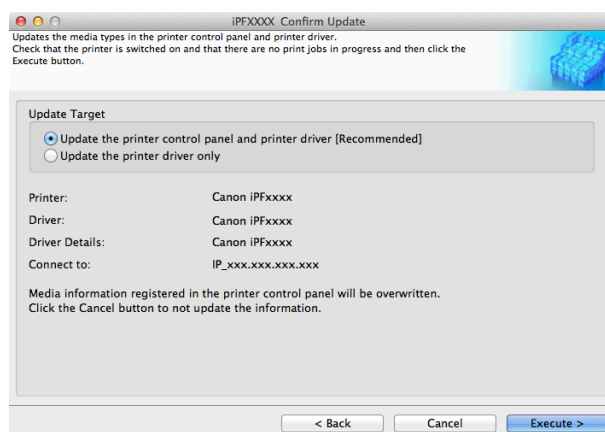 iPFXXXX Confirm Update
Updates the media types in the printer control panel and printer driver.
Check that the printer is switched on and that there are no print jobs in progress and then click the
Execute button.
Update Target
Update the printer control panel and printer driver [Recommended]
Update the printer driver only
Printer: Canon iPFxxxx
Driver: Canon iPFxxxx
Driver Details: Canon iPFxxxx
Connect to: IP_xxx.xxx.xxx.xxx
Media information registered in the printer control panel will be overwritten.
Click the Cancel button to not update the information.
< Back Cancel Execute >